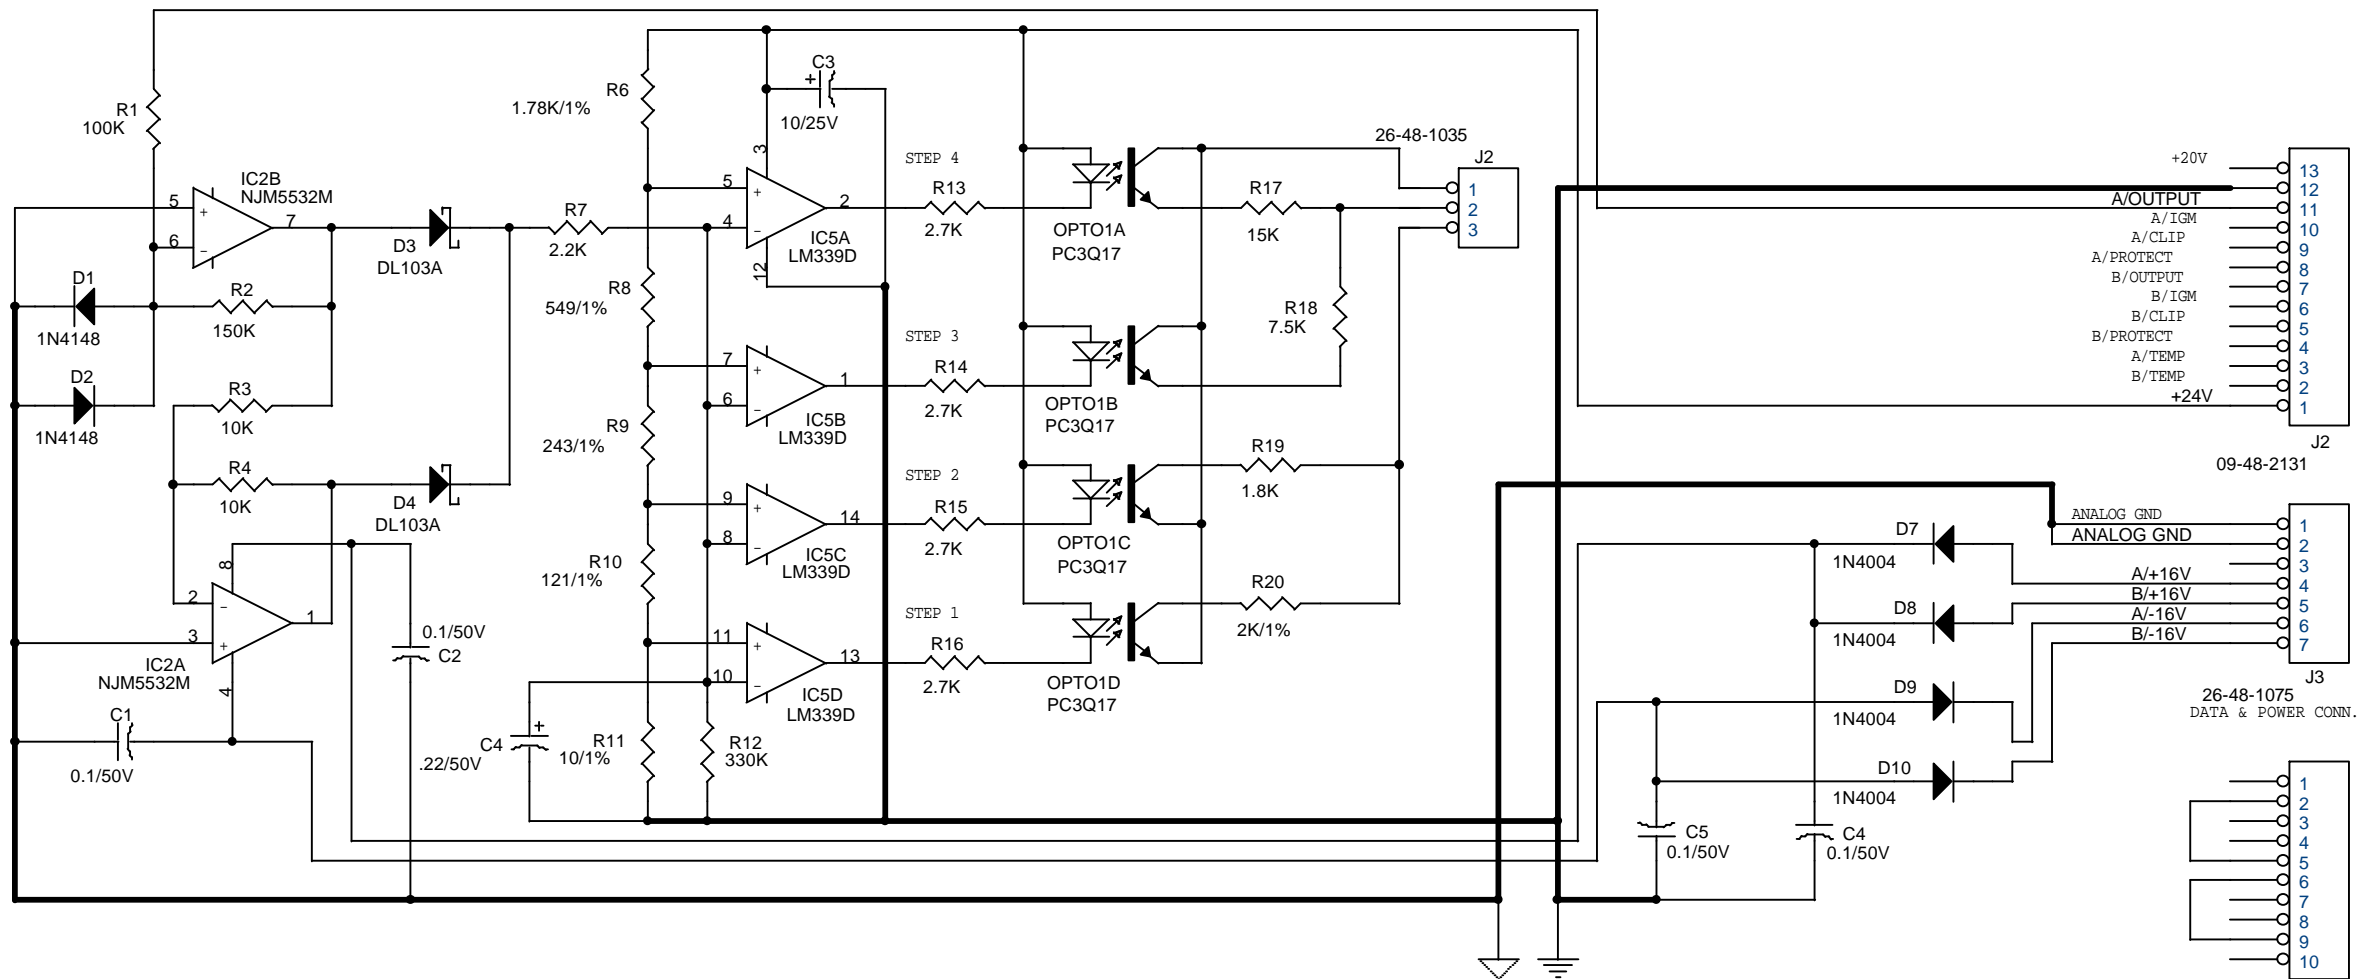 R1
100K
IC2B
NJM5532M
5
+
6
-
7
D1
1N4148
D2
1N4148
R2
150K
R3
10K
R4
10K
D3
DL103A
D4
DL103A
8
2
-
3
+
1
4
IC2A
NJM5532M
0.1/50V
C2
C1
0.1/50V
R7
2.2K
R6
1.78K/1%
C3
+
10/25V
R8
549/1%
R9
243/1%
R10
121/1%
R11
10/1%
R12
330K
C4
+
.22/50V
3
5
+
4
-
2
12
IC5A
LM339D
7
+
6
-
1
IC5B
LM339D
9
+
8
-
14
IC5C
LM339D
11
+
10
-
13
IC5D
LM339D
STEP 4
R13
2.7K
STEP 3
R14
2.7K
STEP 2
R15
2.7K
STEP 1
R16
2.7K
OPTO1A
PC3Q17
OPTO1B
PC3Q17
OPTO1C
PC3Q17
OPTO1D
PC3Q17
R17
15K
R18
7.5K
R19
1.8K
R20
2K/1%
26-48-1035
J2
1
2
3
+20V
A/OUTPUT
A/IGM
A/CLIP
A/PROTECT
B/OUTPUT
B/IGM
B/CLIP
B/PROTECT
A/TEMP
B/TEMP
+24V
13
12
11
10
9
8
7
6
5
4
3
2
1
J2
09-48-2131
ANALOG GND
ANALOG GND
A/+16V
B/+16V
A/-16V
B/-16V
1
2
3
4
5
6
7
J3
26-48-1075
DATA & POWER CONN.
D7
1N4004
D8
1N4004
D9
1N4004
D10
1N4004
C5
0.1/50V
C4
0.1/50V
1
2
3
4
5
6
7
8
9
10